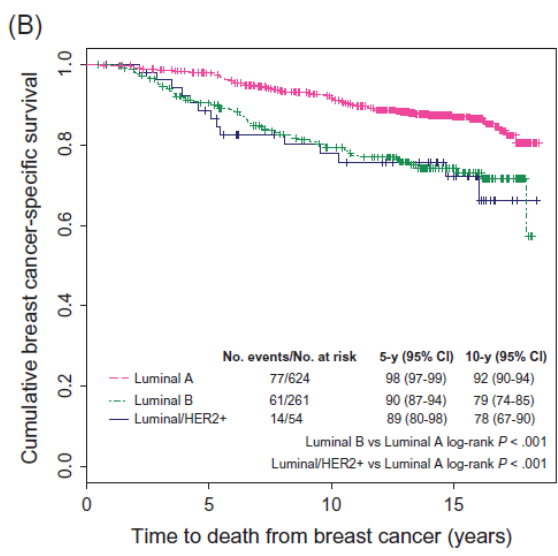 (B)
Cumulative breast cancer-specific survival
1.0
0.8
0.6
0.4
0.2
0.0
No. events/No. at risk 5-y (95% CI) 10-y (95% CI)
Luminal A 77/624 98 (97-99) 92 (90-94)
Luminal B 61/261 90 (87-94) 79 (74-85)
Luminal/HER2+ 14/54 89 (80-98) 78 (67-90)
Luminal B vs Luminal A log-rank P < .001
Luminal/HER2+ vs Luminal A log-rank P < .001
0 5 10 15
Time to death from breast cancer (years)